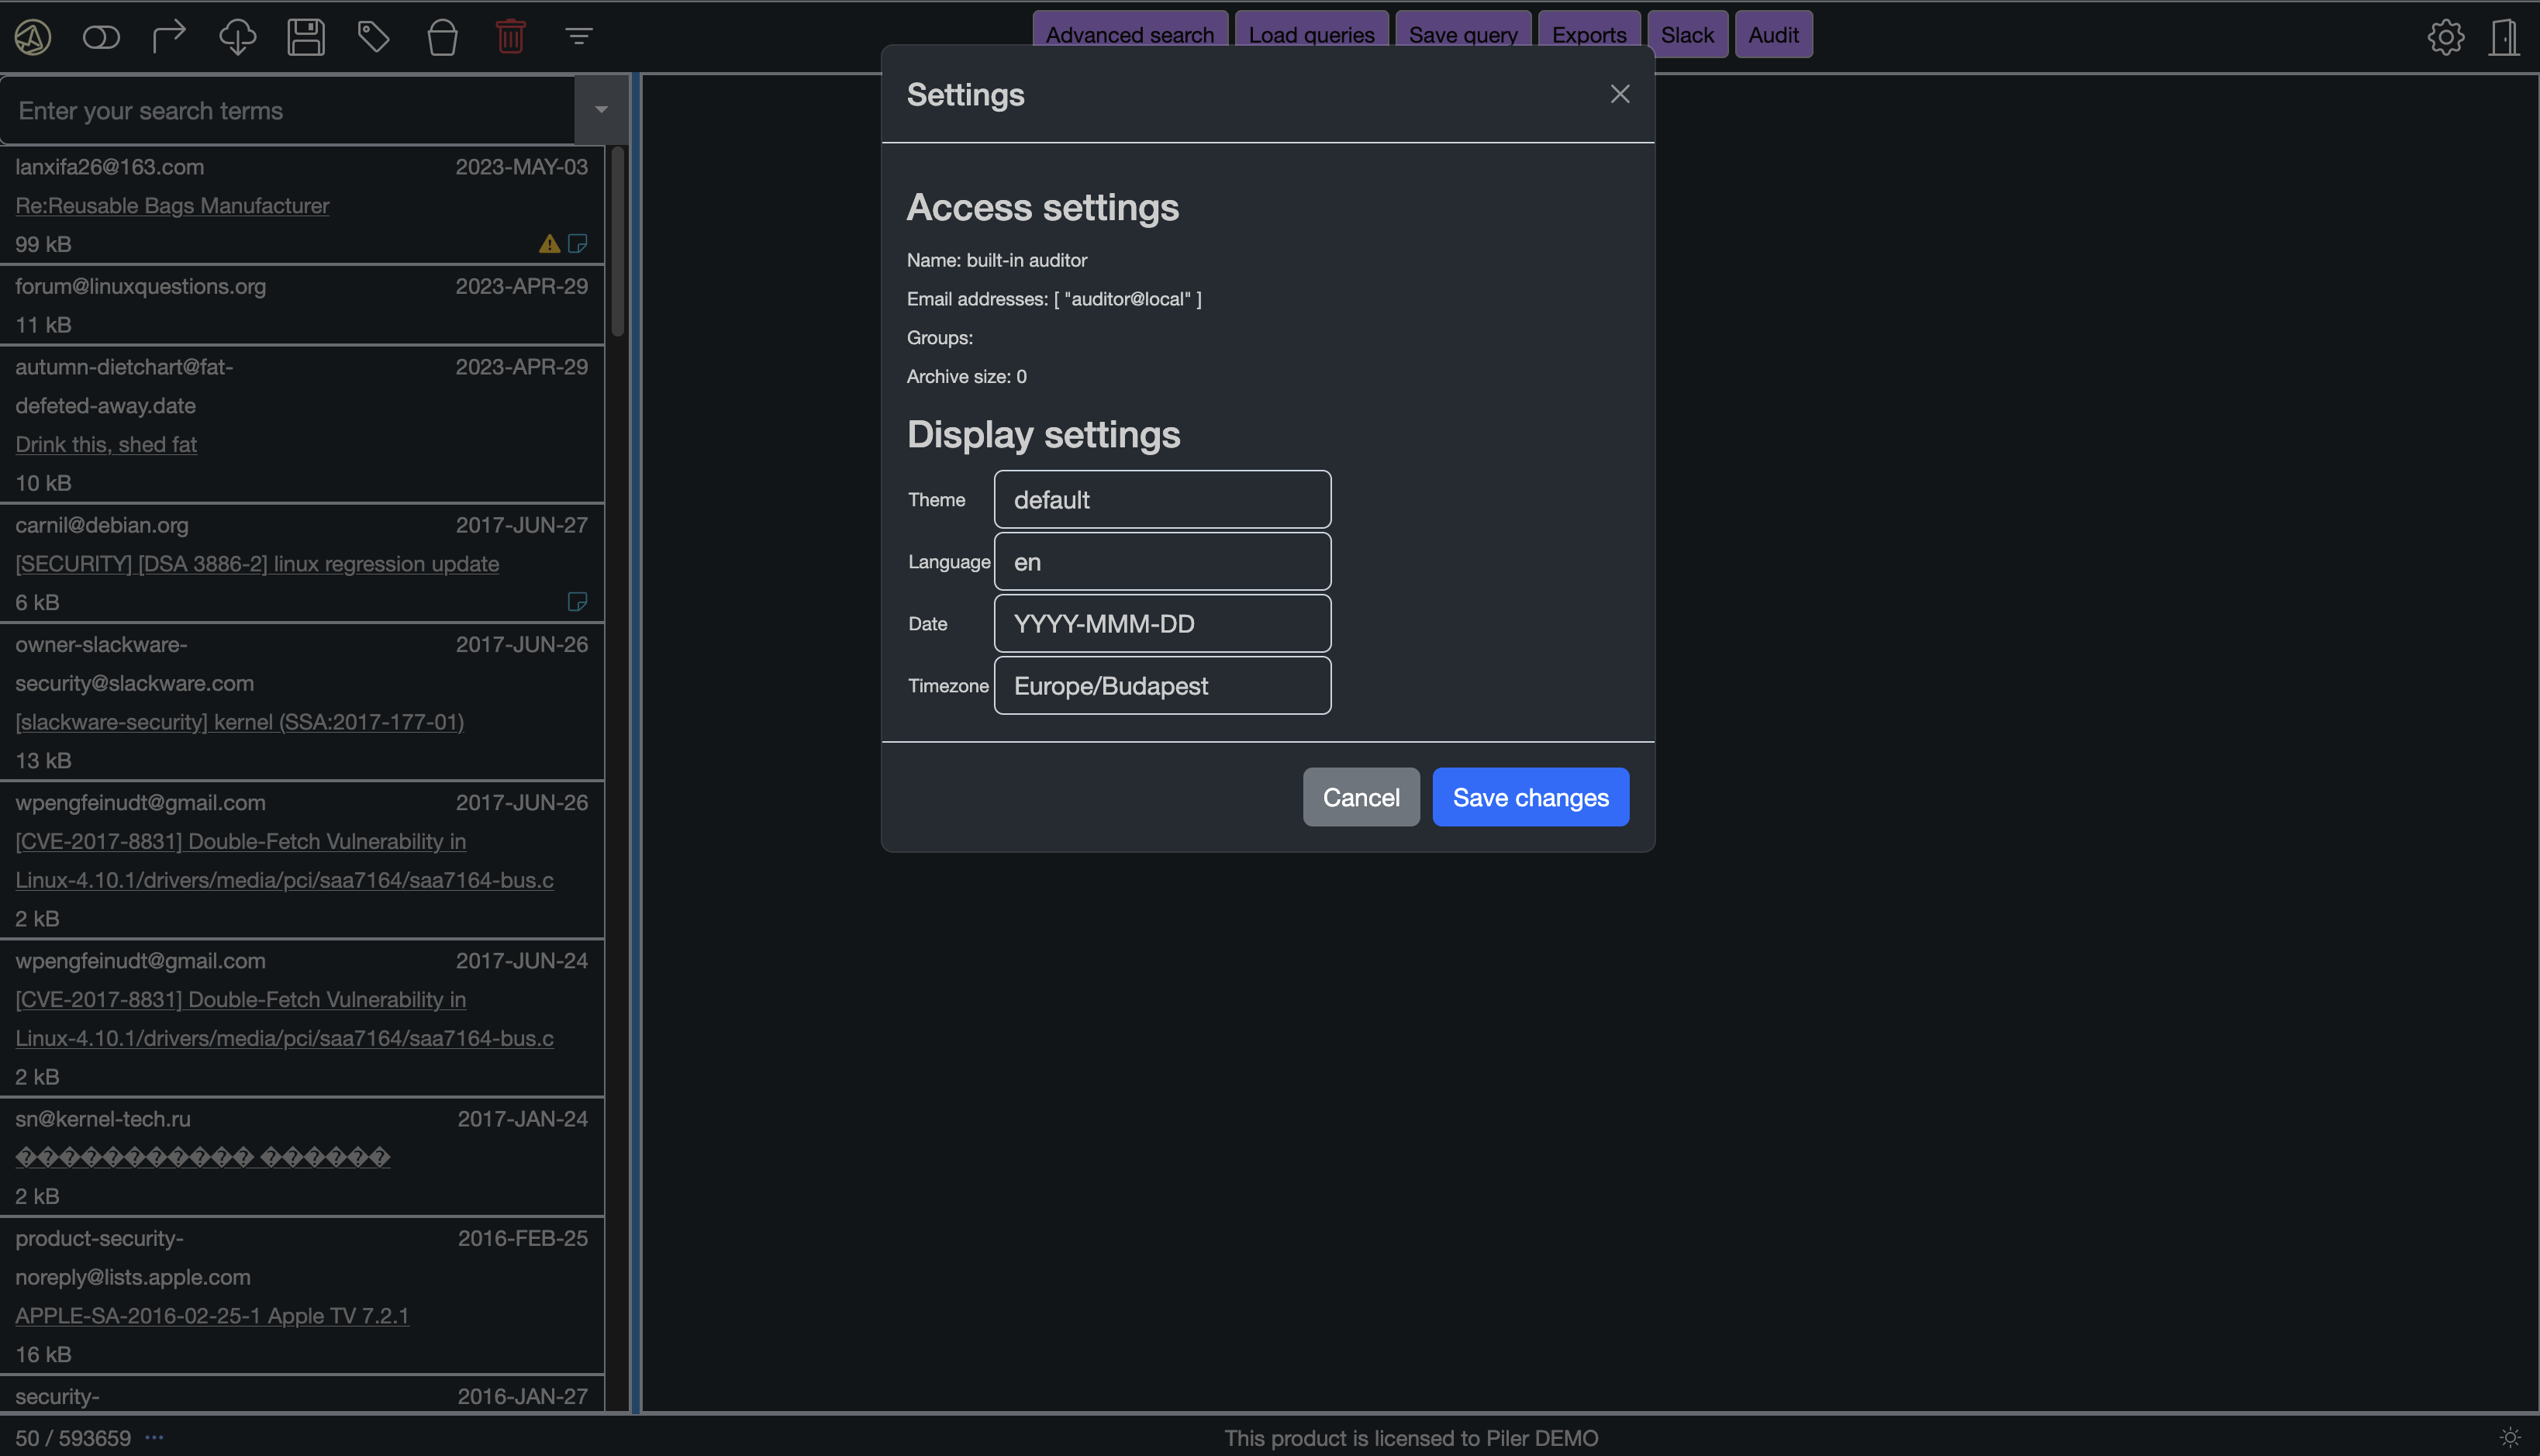 Advanced search
Load queries
Save query
Exports
Slack
Audit
Enter your search terms
lanxifa26@163.com 2023-MAY-03
Re:Reusable Bags Manufacturer
99 kB
forum@linuxquestions.org 2023-APR-29
11 kB
autumn-dietchart@fat- 2023-APR-29
defeted-away.date
Drink this, shed fat
10 kB
carnil@debian.org 2017-JUN-27
[SECURITY] [DSA 3886-2] linux regression update
6 kB
owner-slackware- 2017-JUN-26
security@slackware.com
[slackware-security] kernel (SSA:2017-177-01)
13 kB
wpengfeinudt@gmail.com 2017-JUN-26
[CVE-2017-8831] Double-Fetch Vulnerability in
Linux-4.10.1/drivers/media/pci/saa7164/saa7164-bus.c
2 kB
wpengfeinudt@gmail.com 2017-JUN-24
[CVE-2017-8831] Double-Fetch Vulnerability in
Linux-4.10.1/drivers/media/pci/saa7164/saa7164-bus.c
2 kB
sn@kernel-tech.ru 2017-JAN-24
����������� ������
2 kB
product-security- 2016-FEB-25
noreply@lists.apple.com
APPLE-SA-2016-02-25-1 Apple TV 7.2.1
16 kB
security- 2016-JAN-27
Settings
Access settings
Name: built-in auditor
Email addresses: [ "auditor@local" ]
Groups:
Archive size: 0
Display settings
Theme default
Language en
Date YYYY-MMM-DD
Timezone Europe/Budapest
Cancel
Save changes
50 / 593659 ···
This product is licensed to Piler DEMO